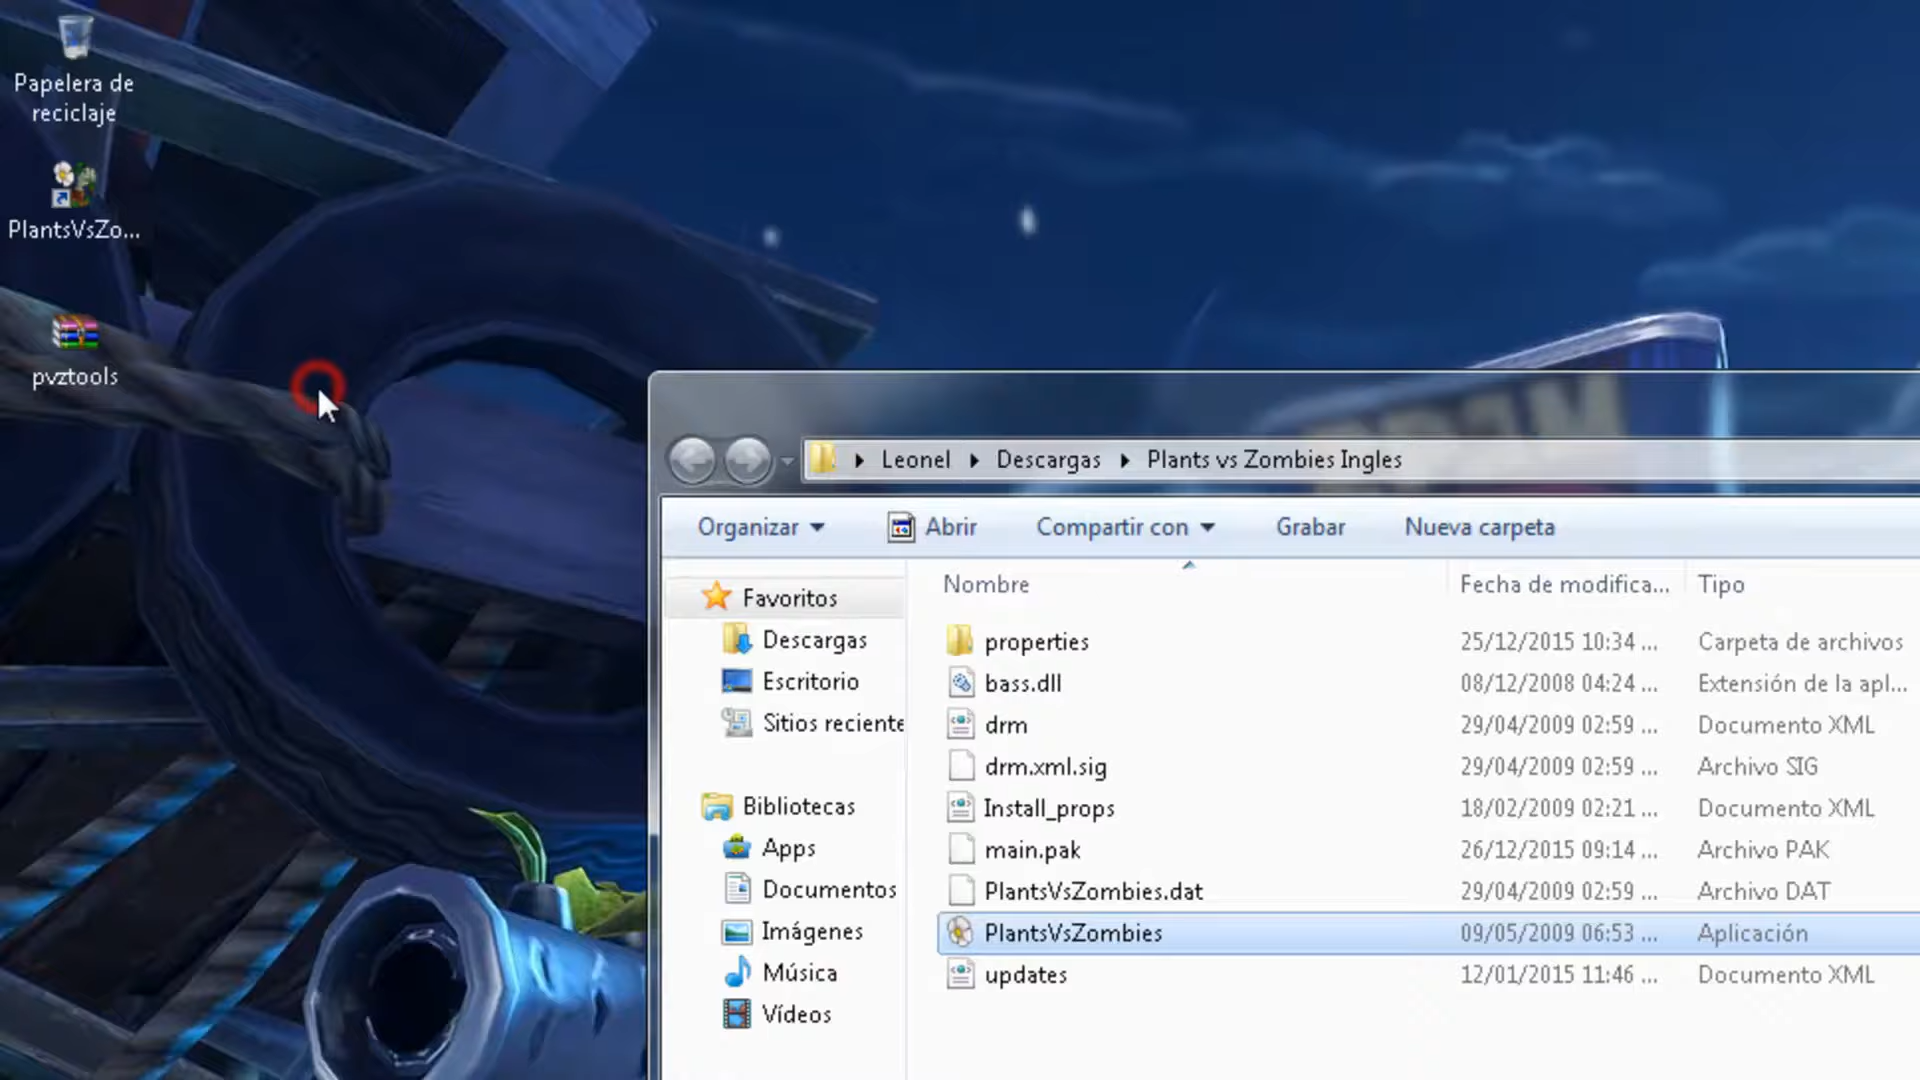 Papelera de
reciclaje
PlantsVsZo...
pvztools
Leonel
Descargas
Plants vs Zombies Ingles
Organizar
Abrir
Compartir con
Grabar
Nueva carpeta
Nombre
Fecha de modifica...
Tipo
Favoritos
Descargas
Escritorio
Sitios reciente
Bibliotecas
Apps
Documentos
Imágenes
Música
Vídeos
properties 25/12/2015 10:34 ... Carpeta de archivos
bass.dll 08/12/2008 04:24 ... Extensión de la apl...
drm 29/04/2009 02:59 ... Documento XML
drm.xml.sig 29/04/2009 02:59 ... Archivo SIG
Install_props 18/02/2009 02:21 ... Documento XML
main.pak 26/12/2015 09:14 ... Archivo PAK
PlantsVsZombies.dat 29/04/2009 02:59 ... Archivo DAT
PlantsVsZombies 09/05/2009 06:53 ... Aplicación
updates 12/01/2015 11:46 ... Documento XML